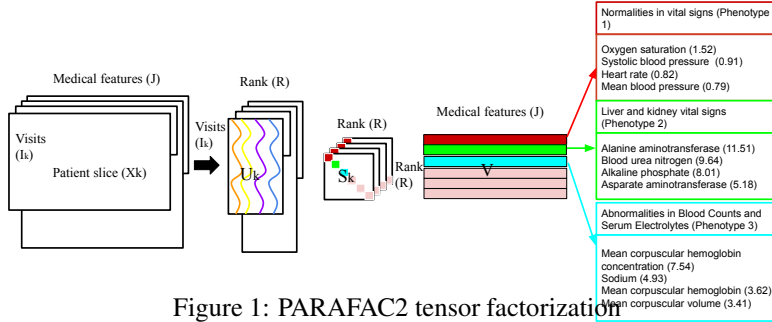 Medical features (J)
Visits
(Ik)
Patient slice (Xk)
Rank (R)
Visits
(Ik)
Uk
Rank (R)
Sk
Rank
(R)
Medical features (J)
V
Normalities in vital signs (Phenotype
1)
Oxygen saturation (1.52)
Systolic blood pressure (0.91)
Heart rate (0.82)
Mean blood pressure (0.79)
Liver and kidney vital signs
(Phenotype 2)
Alanine aminotransferase (11.51)
Blood urea nitrogen (9.64)
Alkaline phosphate (8.01)
Asparate aminotransferase (5.18)
Abnormalities in Blood Counts and
Serum Electrolytes (Phenotype 3)
Mean corpuscular hemoglobin
concentration (7.54)
Sodium (4.93)
Mean corpuscular hemoglobin (3.62)
Mean corpuscular volume (3.41)
Figure 1: PARAFAC2 tensor factorization